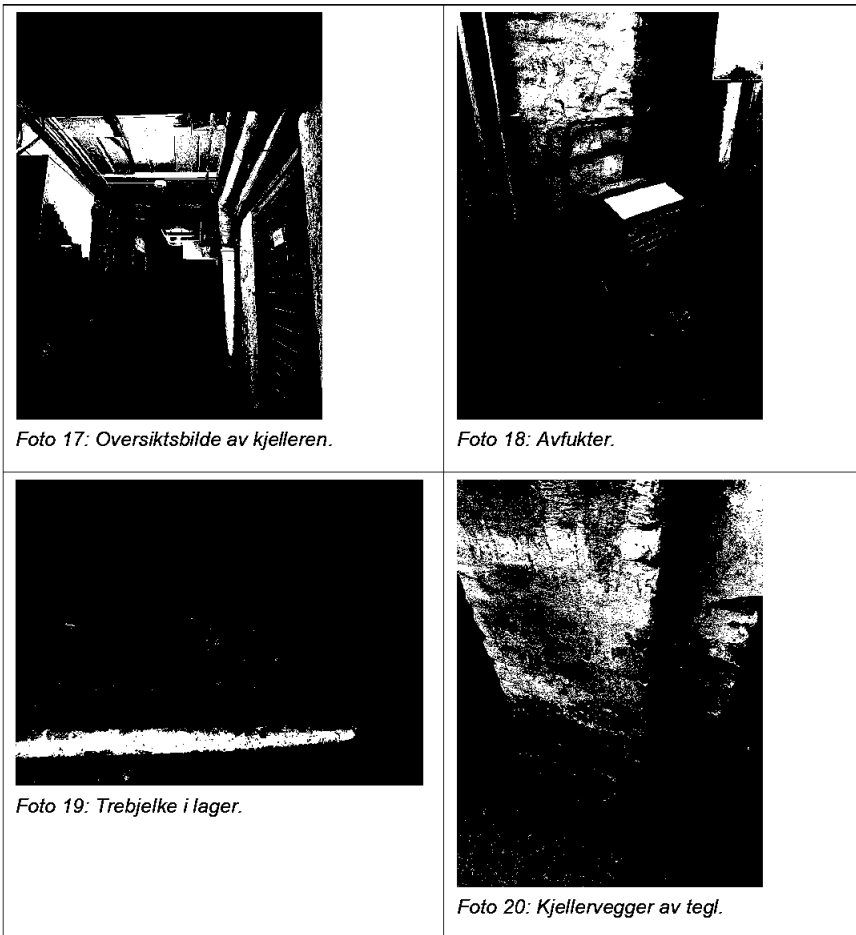 Foto 17: Oversiktsbilde av kjelleren.
Foto 18: Avfukter.
Foto 19: Trebjelke i lager.
Foto 20: Kjellervegger av tegl.